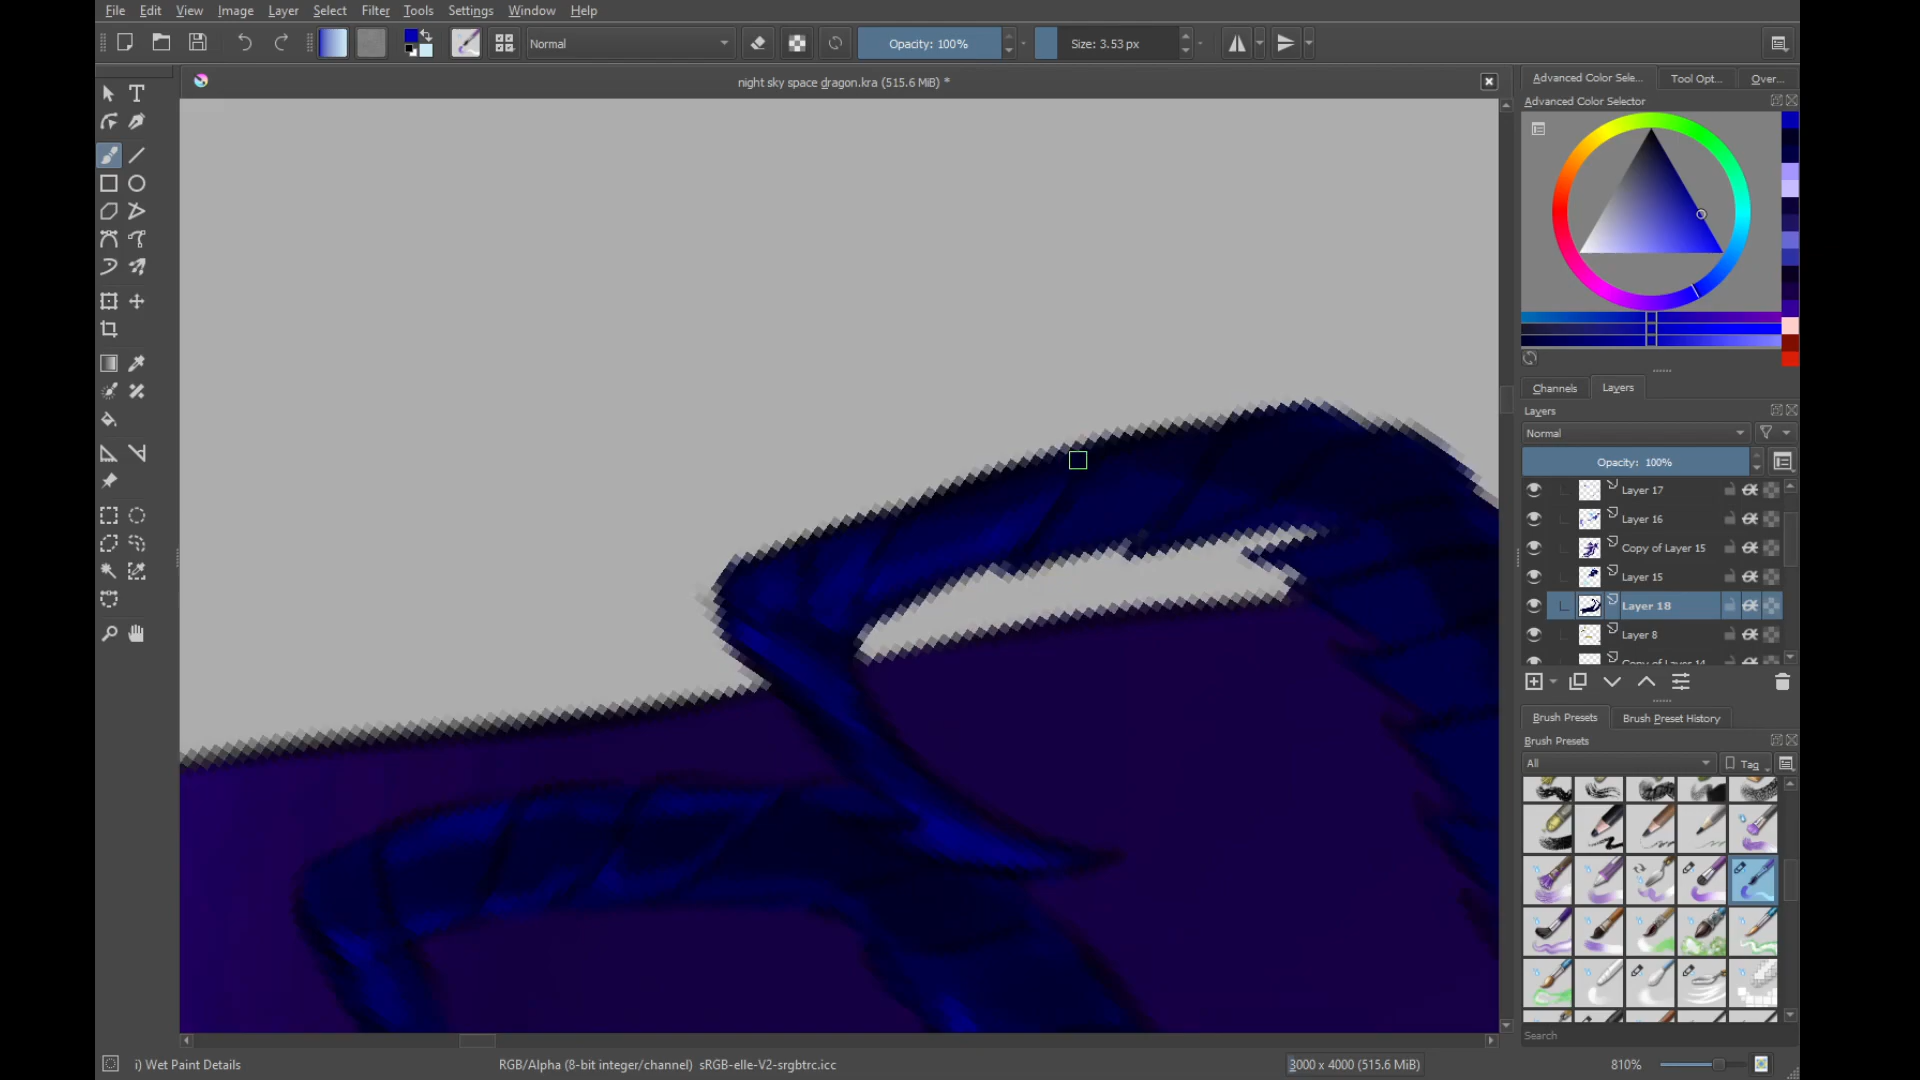 File Edit View Image Layer Select Filter Tools Settings Window Help
Normal
Opacity: 100%
Size: 3.53 px
night sky space dragon.kra (515.6 MiB) *
Advanced Color Sele...
Tool Opt...
Over...
Advanced Color Selector
Channels
Layers
Layers
Normal
Opacity: 100%
Layer 17
Layer 16
Copy of Layer 15
Layer 15
Layer 18
Layer 8
Copy of Layer 14
Brush Presets
Brush Preset History
Brush Presets
All
Tag
Search
i) Wet Paint Details
RGB/Alpha (8-bit integer/channel) sRGB-elle-V2-srgbtrc.icc
3000 x 4000 (515.6 MiB)
810%